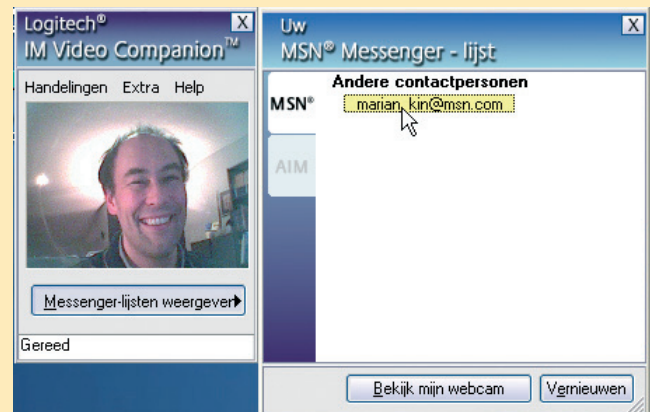 Logitech®
IM Video Companion™
X
Handelingen Extra Help
Messenger-lijsten weergeven
Gereed
Uw
MSN® Messenger - lijst
X
MSN®
AIM
Andere contactpersonen
marian_kin@msn.com
Bekijk mijn webcam
Vernieuwen